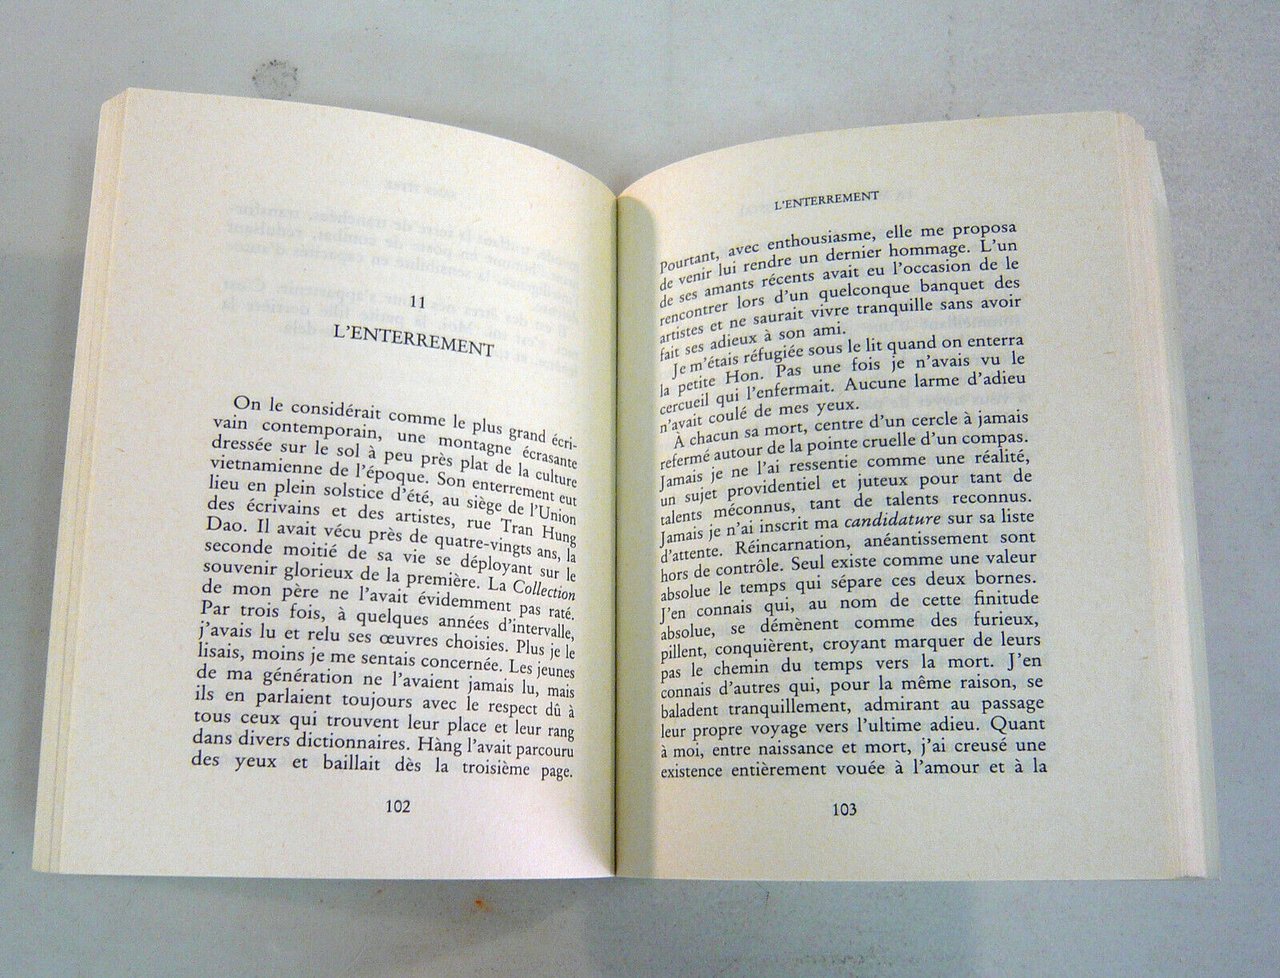 11
L'ENTERREMENT
On le considérait comme le plus grand écri-
vain contemporain, une montagne écrasante
dressée sur le sol à peu près plat de la culture
vietnamienne de l'époque. Son enterrement eut
lieu en plein solstice d'été, au siège de l'Union
des écrivains et des artistes, rue Tran Hung
Dao. Il avait vécu près de quatre-vingts ans, la
seconde moitié de sa vie se déployant sur le
souvenir glorieux de la première. La Collection
de mon père ne l'avait évidemment pas raté.
Par trois fois, à quelques années d'intervalle,
j'avais lu et relu ses œuvres choisies. Plus je le
lisais, moins je me sentais concernée. Les jeunes
de ma génération ne l'avaient jamais lu, mais
ils en parlaient toujours avec le respect dû à
tous ceux qui trouvent leur place et leur rang
dans divers dictionnaires. Hàng l'avait parcouru
des yeux et baillait dès la troisième page.
102
L'ENTERREMENT
Pourtant, avec enthousiasme, elle me proposa
de venir lui rendre un dernier hommage. L'un
de ses amants récents avait eu l'occasion de le
rencontrer lors d'un quelconque banquet des
artistes et ne saurait vivre tranquille sans avoir
fait ses adieux à son ami.
Je m'étais réfugiée sous le lit quand on enterra
la petite Hon. Pas une fois je n'avais vu le
cercueil qui l'enfermait. Aucune larme d'adieu
n'avait coulé de mes yeux.
À chacun sa mort, centre d'un cercle à jamais
refermé autour de la pointe cruelle d'un compas.
Jamais je ne l'ai ressentie comme une réalité,
un sujet providentiel et juteux pour tant de
talents méconnus, tant de talents reconnus.
Jamais je n'ai inscrit ma candidature sur sa liste
d'attente. Réincarnation, anéantissement sont
hors de contrôle. Seul existe comme une valeur
absolue le temps qui sépare ces deux bornes.
J'en connais qui, au nom de cette finitude
absolue, se démènent comme des furieux,
pillent, conquièrent, croyant marquer de leurs
pas le chemin du temps vers la mort. J'en
connais d'autres qui, pour la même raison, se
baladent tranquillement, admirant au passage
leur propre voyage vers l'ultime adieu. Quant
à moi, entre naissance et mort, j'ai creusé une
existence entièrement vouée à l'amour et à la
103